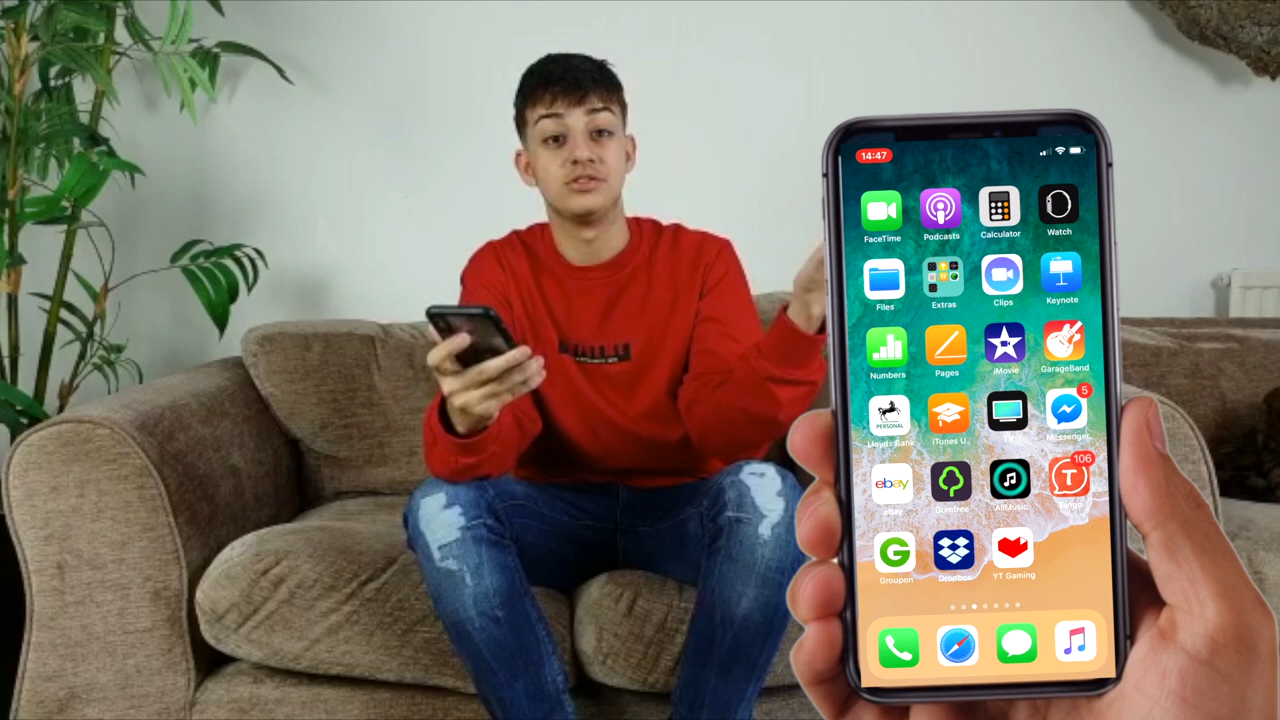 14:47
FaceTime Podcasts Calculator Watch
Files Extras Clips Keynote
Numbers Pages iMovie GarageBand
5
PERSONAL
Lloyds Bank iTunes U TV Messenger
106
ebay T
eBay Gumtree AllMusic Tango
G
Groupon Dropbox YT Gaming